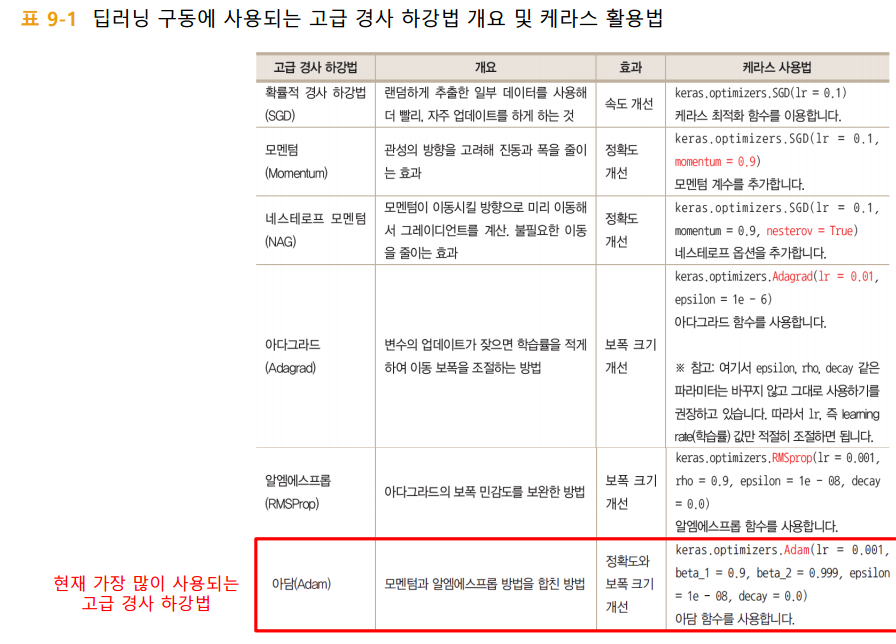 표 9-1 딥러닝 구동에 사용되는 고급 경사 하강법 개요 및 케라스 활용법
고급 경사 하강법 개요 효과 케라스 사용법
확률적 경사 하강법
(SGD)
랜덤하게 추출한 일부 데이터를 사용해
더 빨리, 자주 업데이트를 하게 하는 것
속도 개선
keras.optimizers.SGD(lr = 0.1)
케라스 최적화 함수를 이용합니다.
모멘텀
(Momentum)
관성의 방향을 고려해 진동과 폭을 줄이
는 효과
정확도
개선
keras.optimizers.SGD(lr = 0.1,
momentum = 0.9)
모멘텀 계수를 추가합니다.
네스테로프 모멘텀
(NAG)
모멘텀이 이동시킬 방향으로 미리 이동해
서 그레이디언트를 계산. 불필요한 이동
을 줄이는 효과
정확도
개선
keras.optimizers.SGD(lr = 0.1,
momentum = 0.9, nesterov = True)
네스테로프 옵션을 추가합니다.
아다그라드
(Adagrad)
변수의 업데이트가 잦으면 학습률을 적게
하여 이동 보폭을 조절하는 방법
보폭 크기
개선
keras.optimizers.Adagrad(lr = 0.01,
epsilon = 1e - 6)
아다그라드 함수를 사용합니다.
※ 참고: 여기서 epsilon, rho, decay 같은
파라미터는 바꾸지 않고 그대로 사용하기를
권장하고 있습니다. 따라서 lr, 즉 learning
rate(학습률) 값만 적절히 조절하면 됩니다.
알엠에스프롭
(RMSProp)
아다그라드의 보폭 민감도를 보완한 방법
보폭 크기
개선
keras.optimizers.RMSprop(lr = 0.001,
rho = 0.9, epsilon = 1e - 08, decay
= 0.0)
알엠에스프롭 함수를 사용합니다.
현재 가장 많이 사용되는
고급 경사 하강법
아담(Adam)
모멘텀과 알엠에스프롭 방법을 합친 방법
정확도와
보폭 크기
개선
keras.optimizers.Adam(lr = 0.001,
beta_1 = 0.9, beta_2 = 0.999, epsilon
= 1e - 08, decay = 0.0)
아담 함수를 사용합니다.